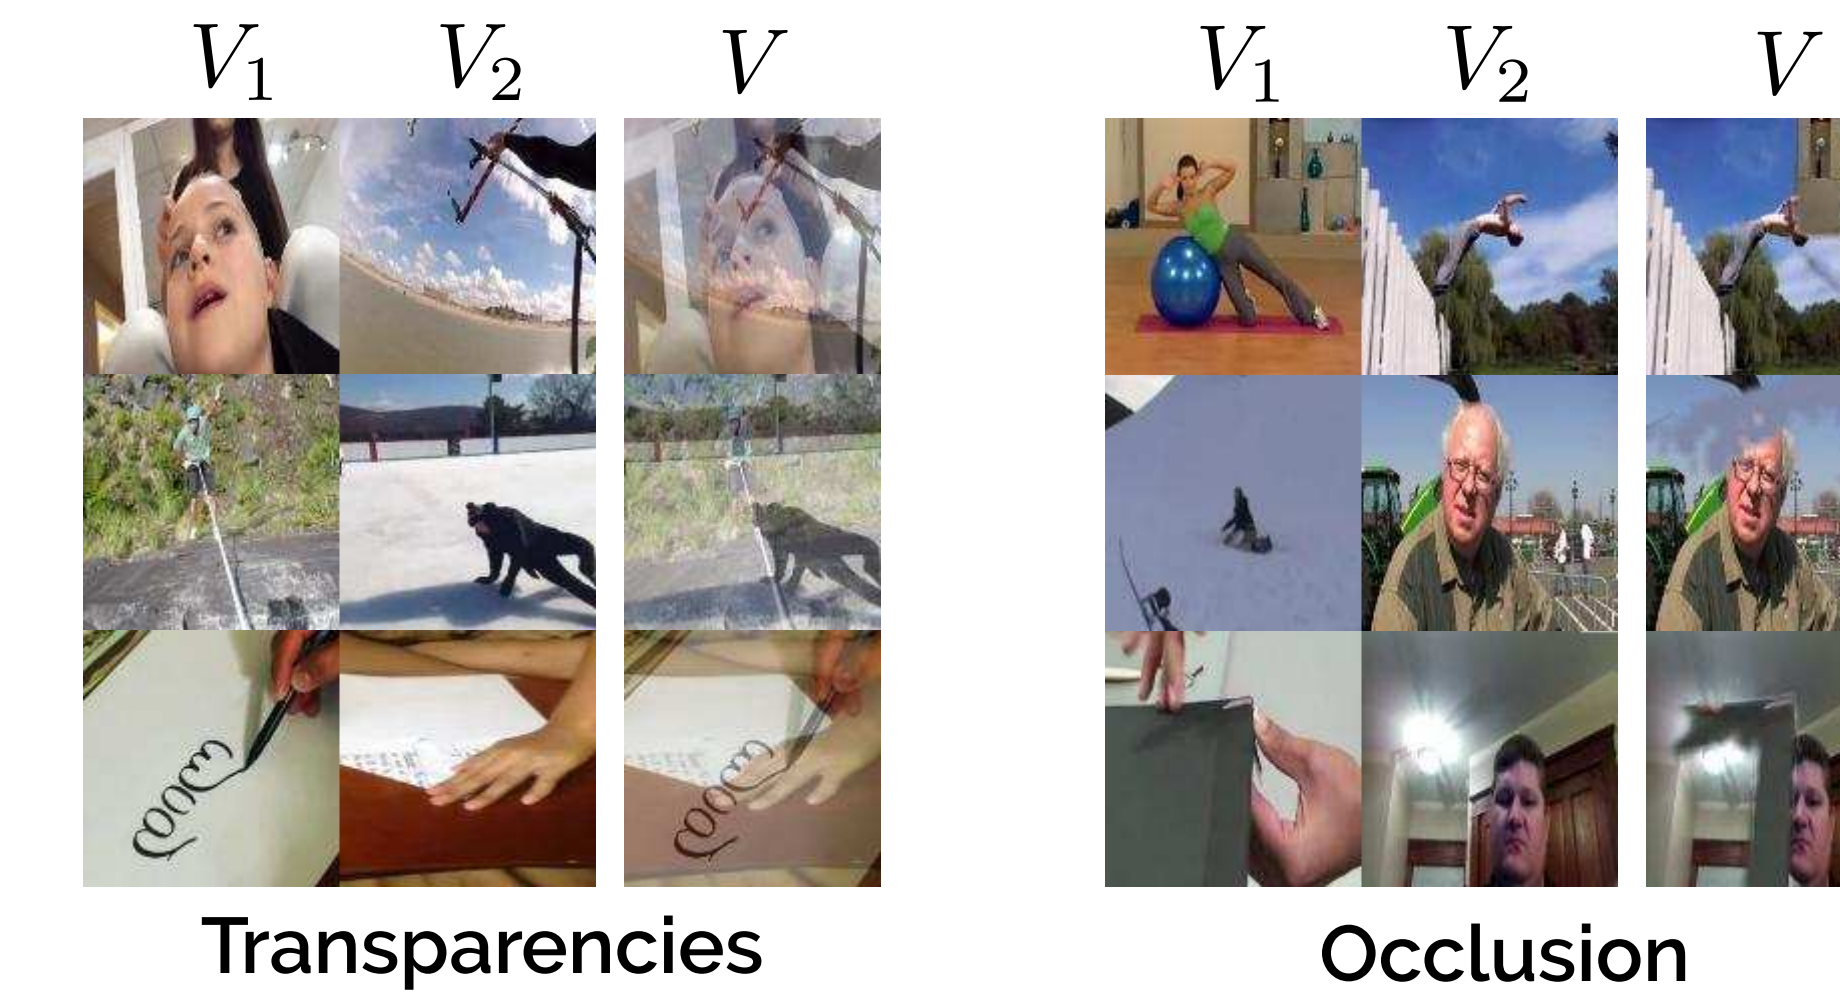 V₁ V₂ V
V₁ V₂ V
Transparencies
Occlusion